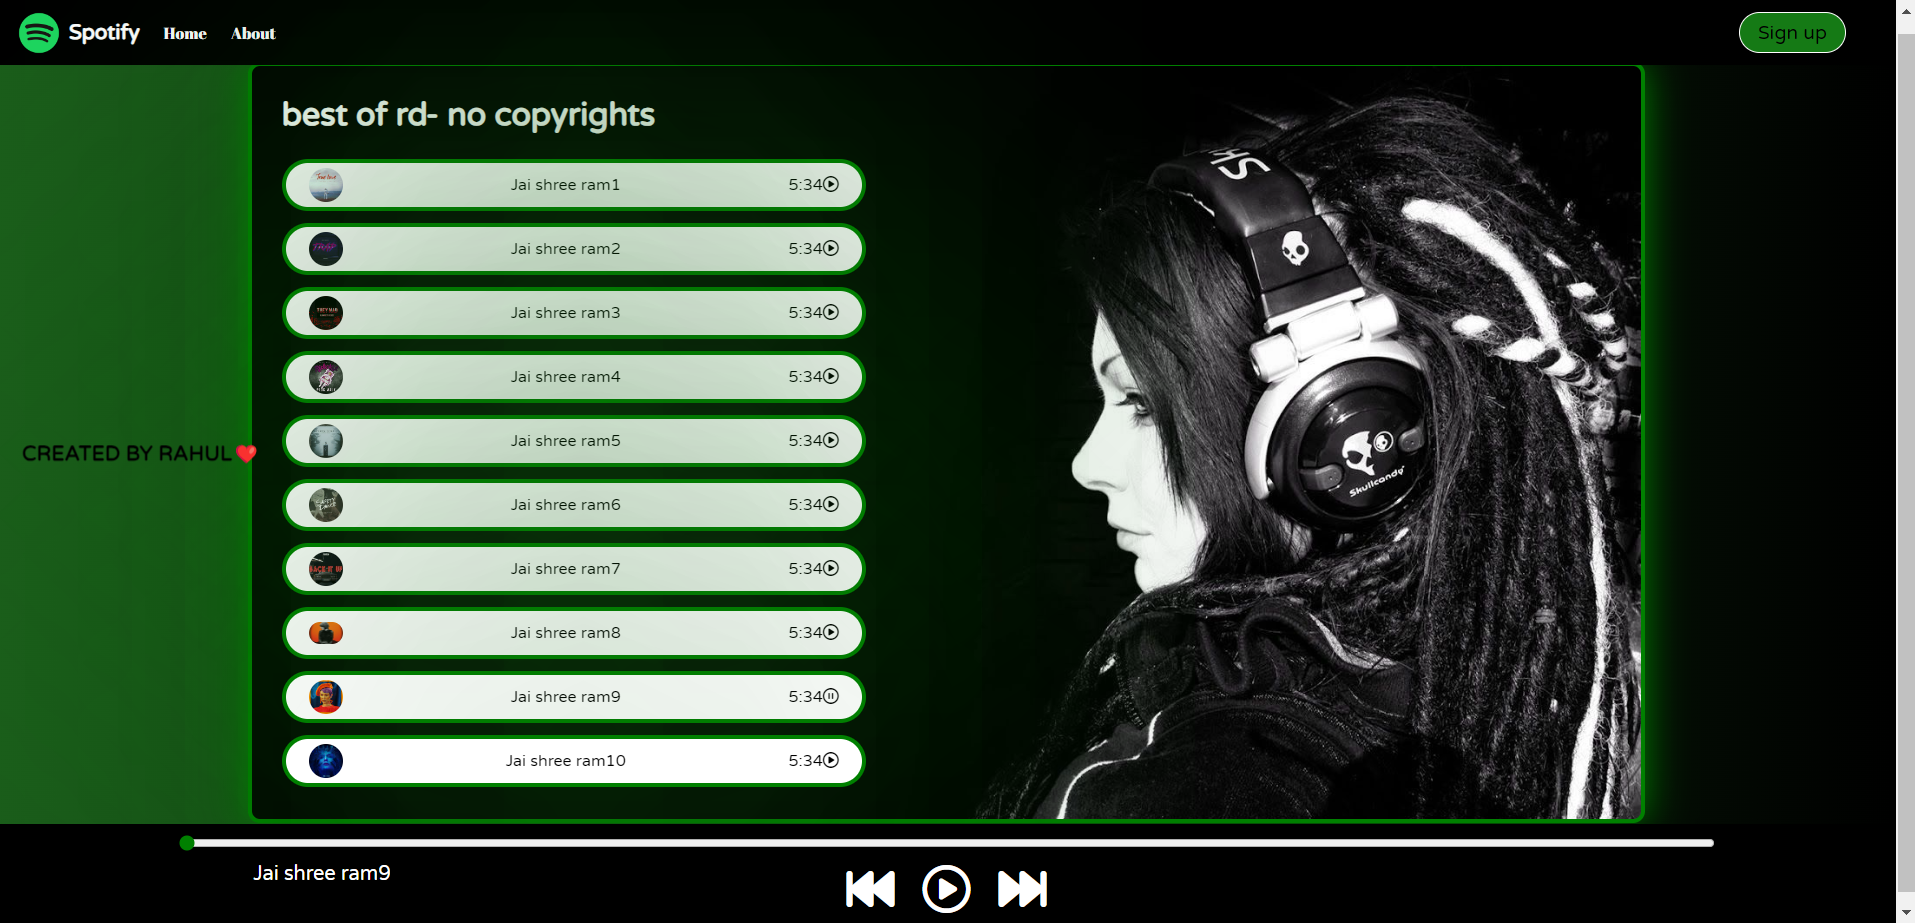 Spotify Home About Sign up
best of rd- no copyrights
Jai shree ram1 5:34
Jai shree ram2 5:34
Jai shree ram3 5:34
Jai shree ram4 5:34
Jai shree ram5 5:34
CREATED BY RAHUL❤️
Jai shree ram6 5:34
Jai shree ram7 5:34
Jai shree ram8 5:34
Jai shree ram9 5:34
Jai shree ram10 5:34
Skullcandy
Jai shree ram9